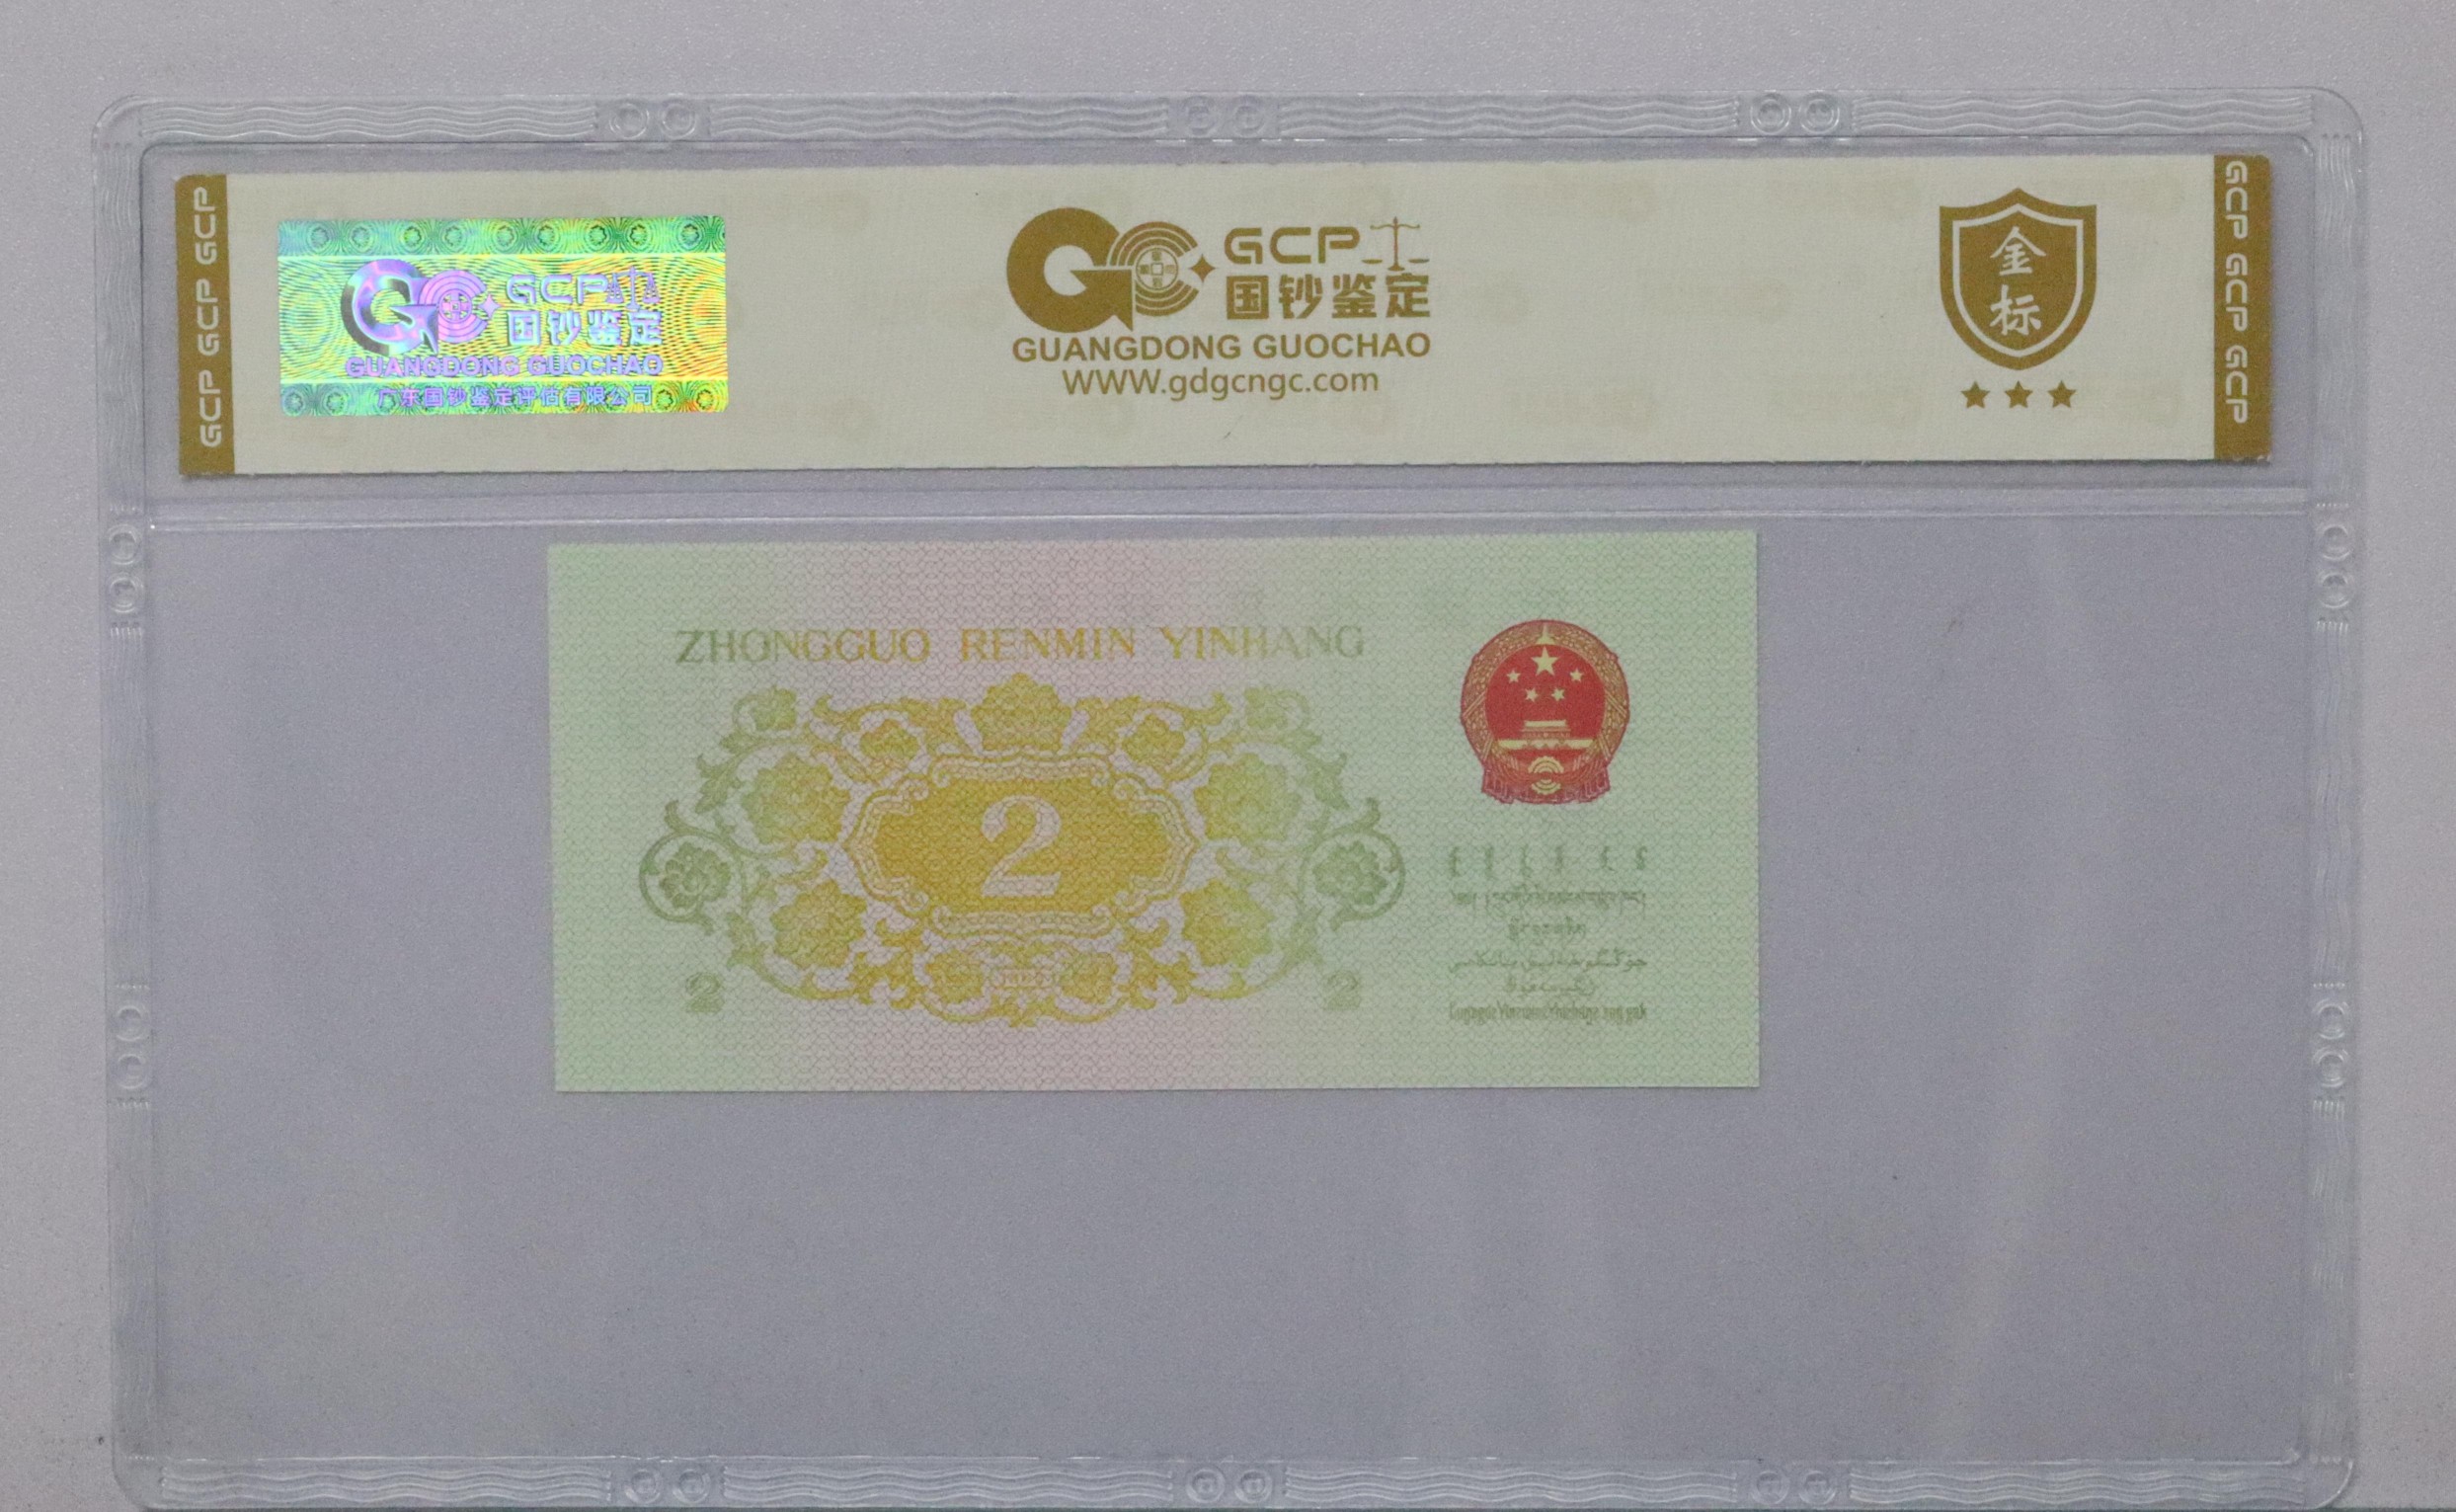 GCP GCP GCP
GCP
国钞鉴定
GUANGDONG GUOCHAO
广东国钞鉴定评估有限公司
GCP
国钞鉴定
GUANGDONG GUOCHAO
WWW.gdgcngc.com
金
标
GCP GCP GCP
ZHONGGUO RENMIN YINHANG
2
2 2